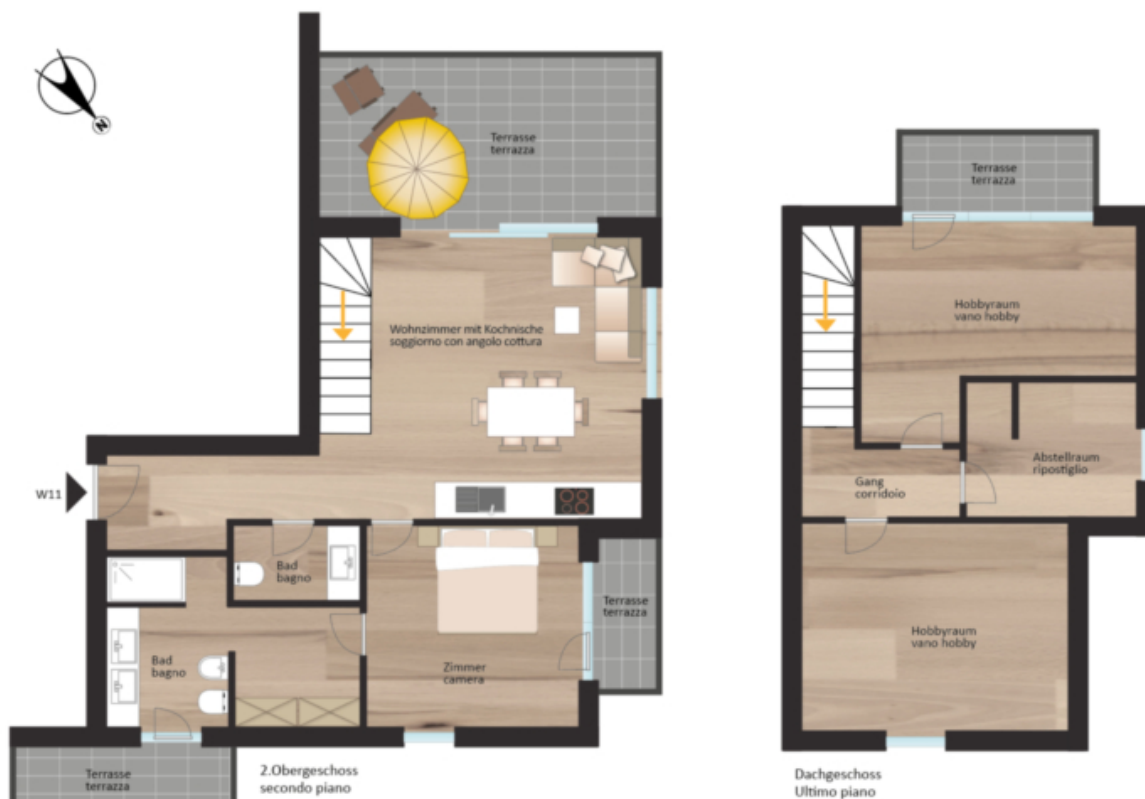 N
Terrasse
terrazza
Wohnzimmer mit Kochnische
soggiorno con angolo cottura
W11
Bad
bagno
Bad
bagno
Zimmer
camera
Terrasse
terrazza
Terrasse
terrazza
2.Obergeschoss
secondo piano
Terrasse
terrazza
Hobbyraum
vano hobby
Abstellraum
ripostiglio
Gang
corridoio
Hobbyraum
vano hobby
Dachgeschoss
Ultimo piano